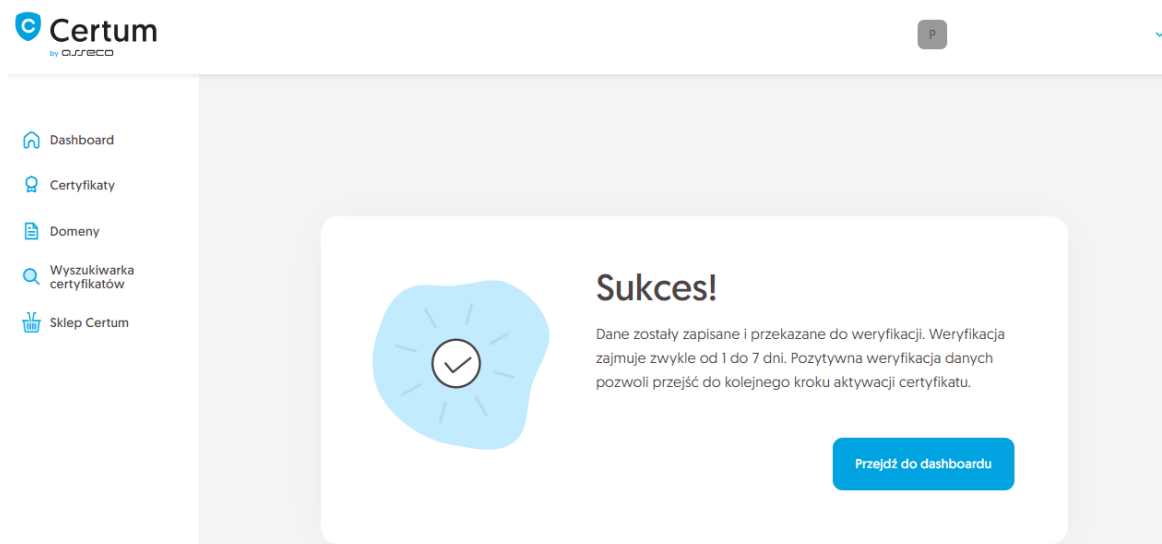 Certum
by asseco
P
Dashboard
Certyfikaty
Domeny
Wyszukiwarka
certyfikatów
Sklep Certum
Sukces!
Dane zostały zapisane i przekazane do weryfikacji. Weryfikacja
zajmuje zwykle od 1 do 7 dni. Pozytywna weryfikacja danych
pozwoli przejść do kolejnego kroku aktywacji certyfikatu.
Przejdź do dashboardu